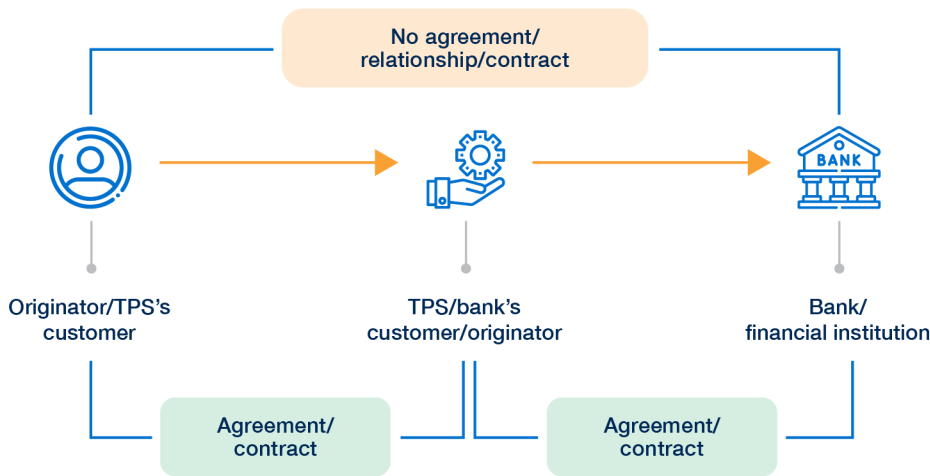 No agreement/
relationship/contract
BANK
Originator/TPS’s
customer
TPS/bank’s
customer/originator
Bank/
financial institution
Agreement/
contract
Agreement/
contract